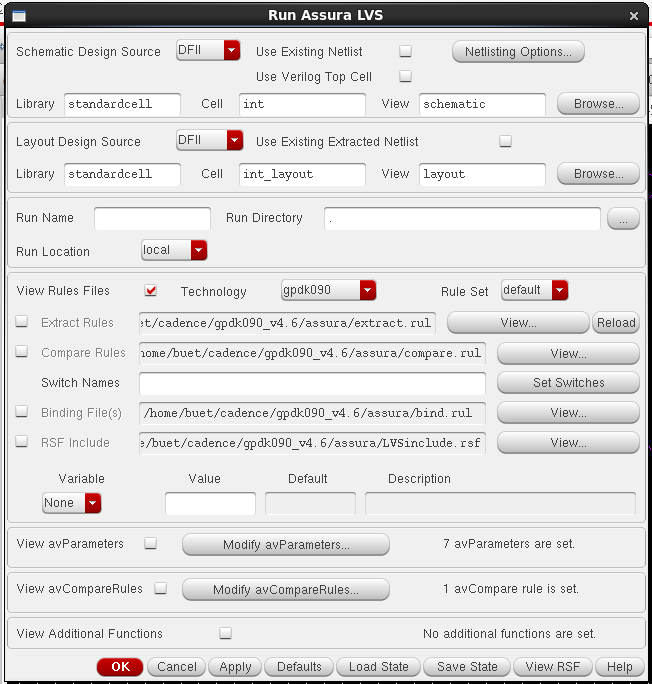 Run Assura LVS
Schematic Design Source DFII Use Existing Netlist Netlisting Options...
Use Verilog Top Cell
Library standardcell Cell int View schematic Browse...
Layout Design Source DFII Use Existing Extracted Netlist
Library standardcell Cell int_layout View layout Browse...
Run Name Run Directory . ...
Run Location local
View Rules Files Technology gpdk090 Rule Set default
Extract Rules et/cadence/gpdk090_v4.6/assura/extract.rul View... Reload
Compare Rules home/buet/cadence/gpdk090_v4.6/assura/compare.rul View...
Switch Names Set Switches
Binding File(s) /home/buet/cadence/gpdk090_v4.6/assura/bind.rul View...
RSF Include e/buet/cadence/gpdk090_v4.6/assura/LVSinclude.rsf View...
Variable Value Default Description
None
View avParameters Modify avParameters... 7 avParameters are set.
View avCompareRules Modify avCompareRules... 1 avCompare rule is set.
View Additional Functions No additional functions are set.
OK Cancel Apply Defaults Load State Save State View RSF Help